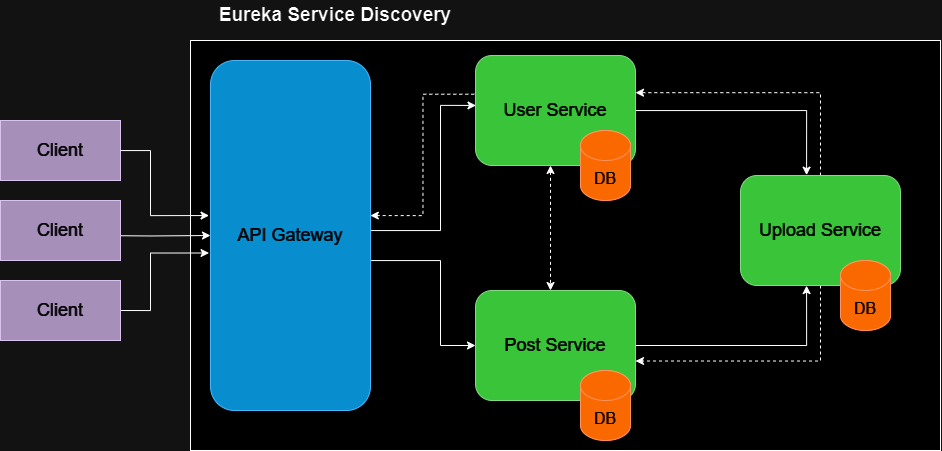 Eureka Service Discovery
Client
Client
Client
API Gateway
User Service
DB
Post Service
DB
Upload Service
DB